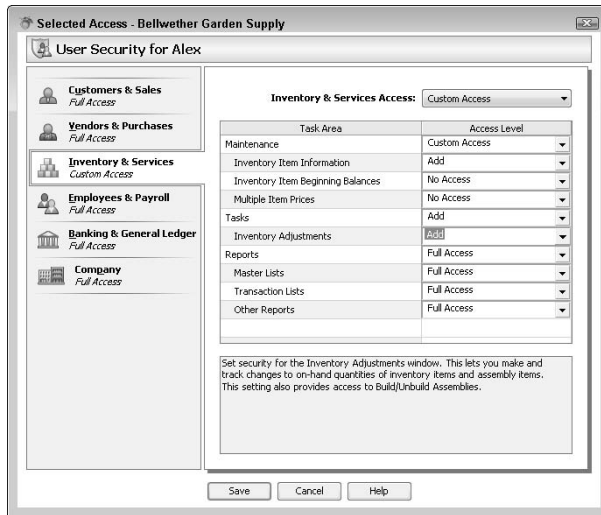 Selected Access - Bellwether Garden Supply
User Security for Alex
Customers & Sales
Full Access
Vendors & Purchases
Full Access
Inventory & Services
Custom Access
Employees & Payroll
Full Access
Banking & General Ledger
Full Access
Company
Full Access
Inventory & Services Access: Custom Access
Task Area Access Level
Maintenance Custom Access
Inventory Item Information Add
Inventory Item Beginning Balances No Access
Multiple Item Prices No Access
Tasks Add
Inventory Adjustments Add
Reports Full Access
Master Lists Full Access
Transaction Lists Full Access
Other Reports Full Access
Set security for the Inventory Adjustments window. This lets you make and
track changes to on-hand quantities of inventory items and assembly items.
This setting also provides access to Build/Unbuild Assemblies.
Save Cancel Help